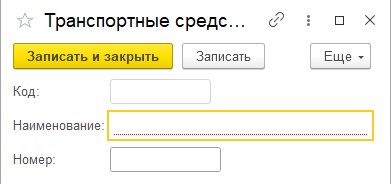 Транспортные средс...
Записать и закрыть Записать Еще
Код:
Наименование:
Номер: